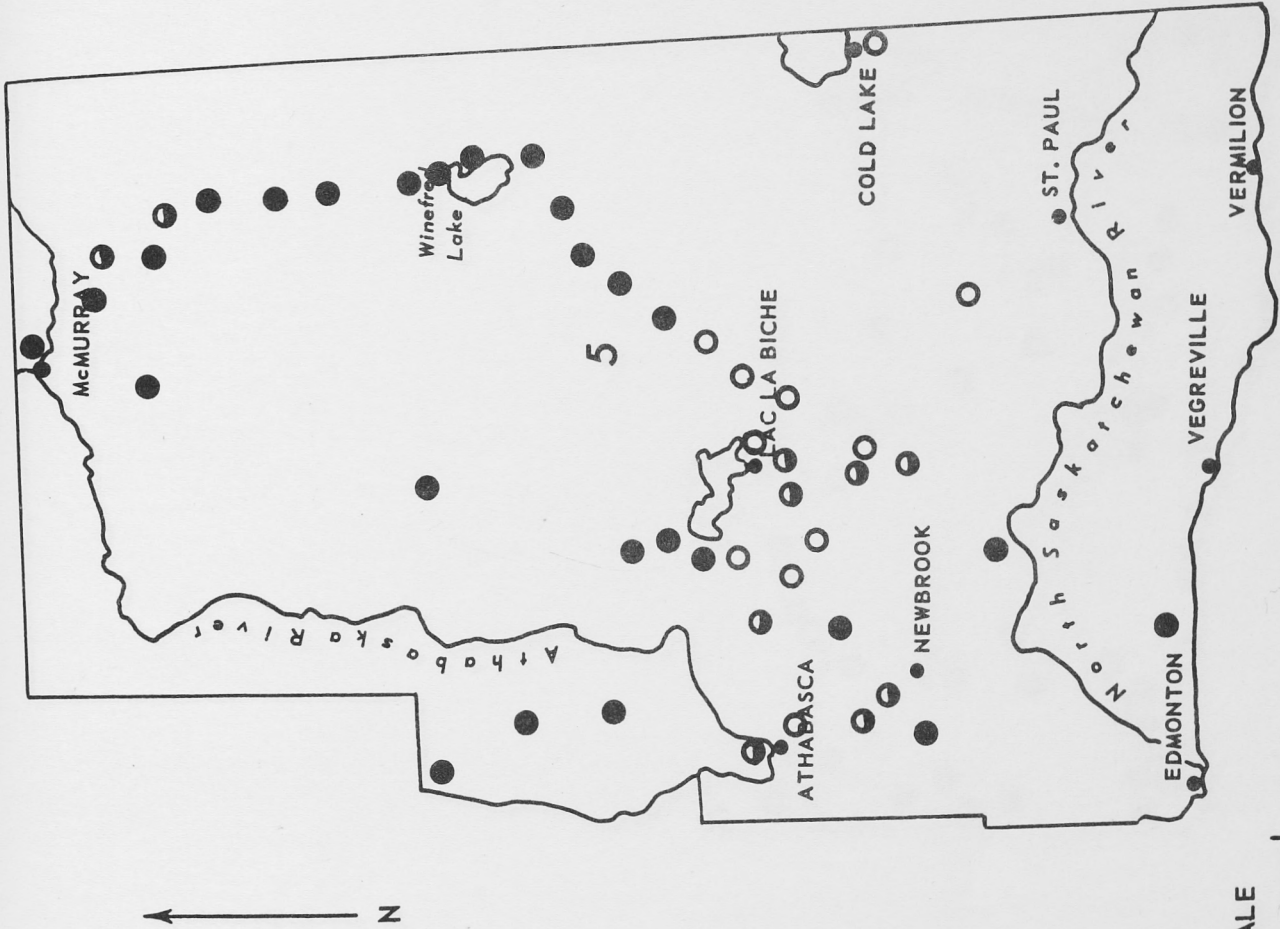 McMURRAY
Winefred
Lake
COLD LAKE
5
LAC LA BICHE
ST. PAUL
Athabaska River
NEWBROOK
ATHABASCA
North Saskatchewan River
VEGREVILLE
VERMILION
EDMONTON
N
ALE